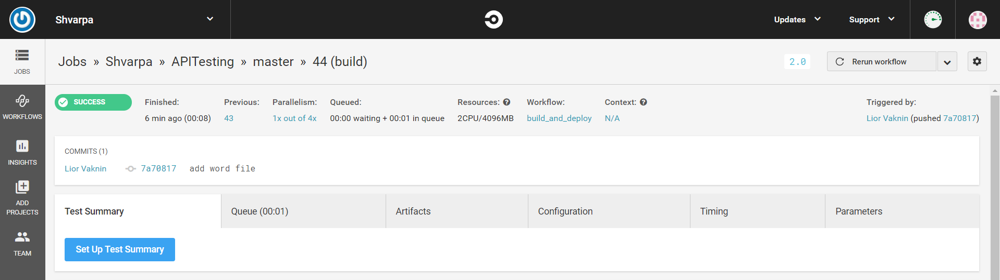 Shvarpa
Updates
Support
JOBS
Jobs » Shvarpa » APITesting » master » 44 (build)
2.0
Rerun workflow
SUCCESS
Finished:
Previous:
Parallelism:
Queued:
Resources:
Workflow:
Context:
Triggered by:
6 min ago (00:08)
43
1x out of 4x
00:00 waiting + 00:01 in queue
2CPU/4096MB
build_and_deploy
N/A
Lior Vaknin (pushed 7a70817)
WORKFLOWS
INSIGHTS
ADD
PROJECTS
TEAM
COMMITS (1)
Lior Vaknin 7a70817 add word file
Test Summary
Queue (00:01)
Artifacts
Configuration
Timing
Parameters
Set Up Test Summary